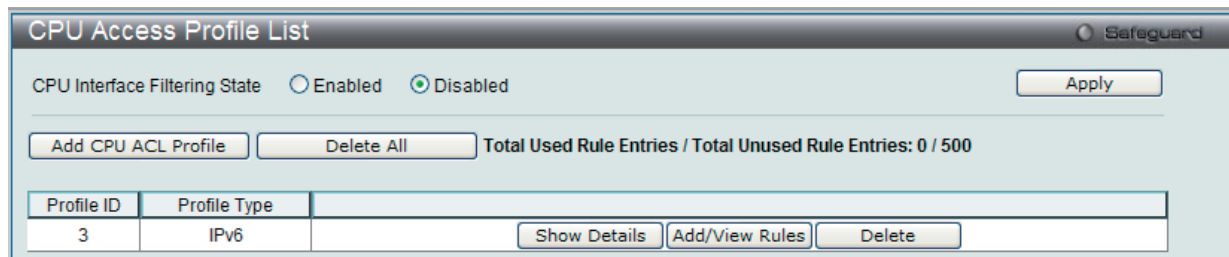 CPU Access Profile List
Safeguard
CPU Interface Filtering State Enabled Disabled Apply
Add CPU ACL Profile Delete All Total Used Rule Entries / Total Unused Rule Entries: 0 / 500
Profile ID Profile Type
3 IPv6 Show Details Add/View Rules Delete